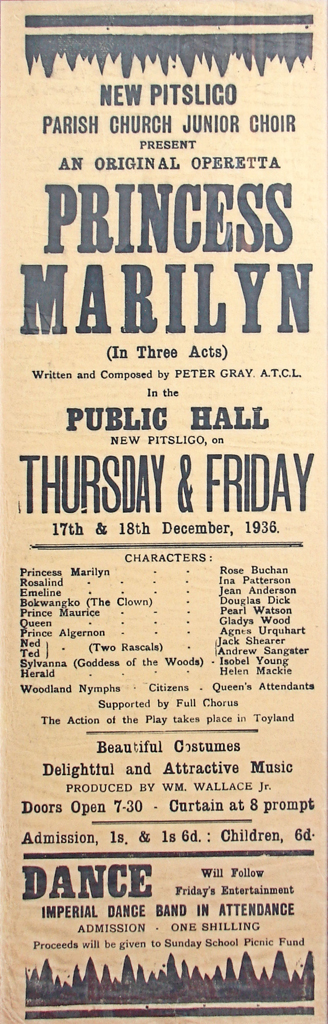 NEW PITSLIGO
PARISH CHURCH JUNIOR CHOIR
PRESENT
AN ORIGINAL OPERETTA
PRINCESS
MARILYN
(In Three Acts)
Written and Composed by PETER GRAY. A.T.C.L.
In the
PUBLIC HALL
NEW PITSLIGO, on
THURSDAY & FRIDAY
17th & 18th December, 1936.
CHARACTERS:
Princess Marilyn - - - Rose Buchan
Rosalind - - - - Ina Patterson
Emeline - - - - Jean Anderson
Bokwangko (The Clown) - - Douglas Dick
Prince Maurice - - - Pearl Watson
Queen - - - - Gladys Wood
Prince Algernon - - - Agnes Urquhart
Ned } - (Two Rascals) - { Jack Shearer
Ted } { Andrew Sangster
Sylvanna (Goddess of the Woods) - Isobel Young
Herald - - - - Helen Mackie
Woodland Nymphs - Citizens - Queen's Attendants
Supported by Full Chorus
The Action of the Play takes place in Toyland
Beautiful Costumes
Delightful and Attractive Music
PRODUCED BY WM. WALLACE Jr.
Doors Open 7-30 - Curtain at 8 prompt
Admission, 1s. & 1s 6d. : Children, 6d.
DANCE Will Follow
Friday's Entertainment
IMPERIAL DANCE BAND IN ATTENDANCE
ADMISSION - ONE SHILLING
Proceeds will be given to Sunday School Picnic Fund